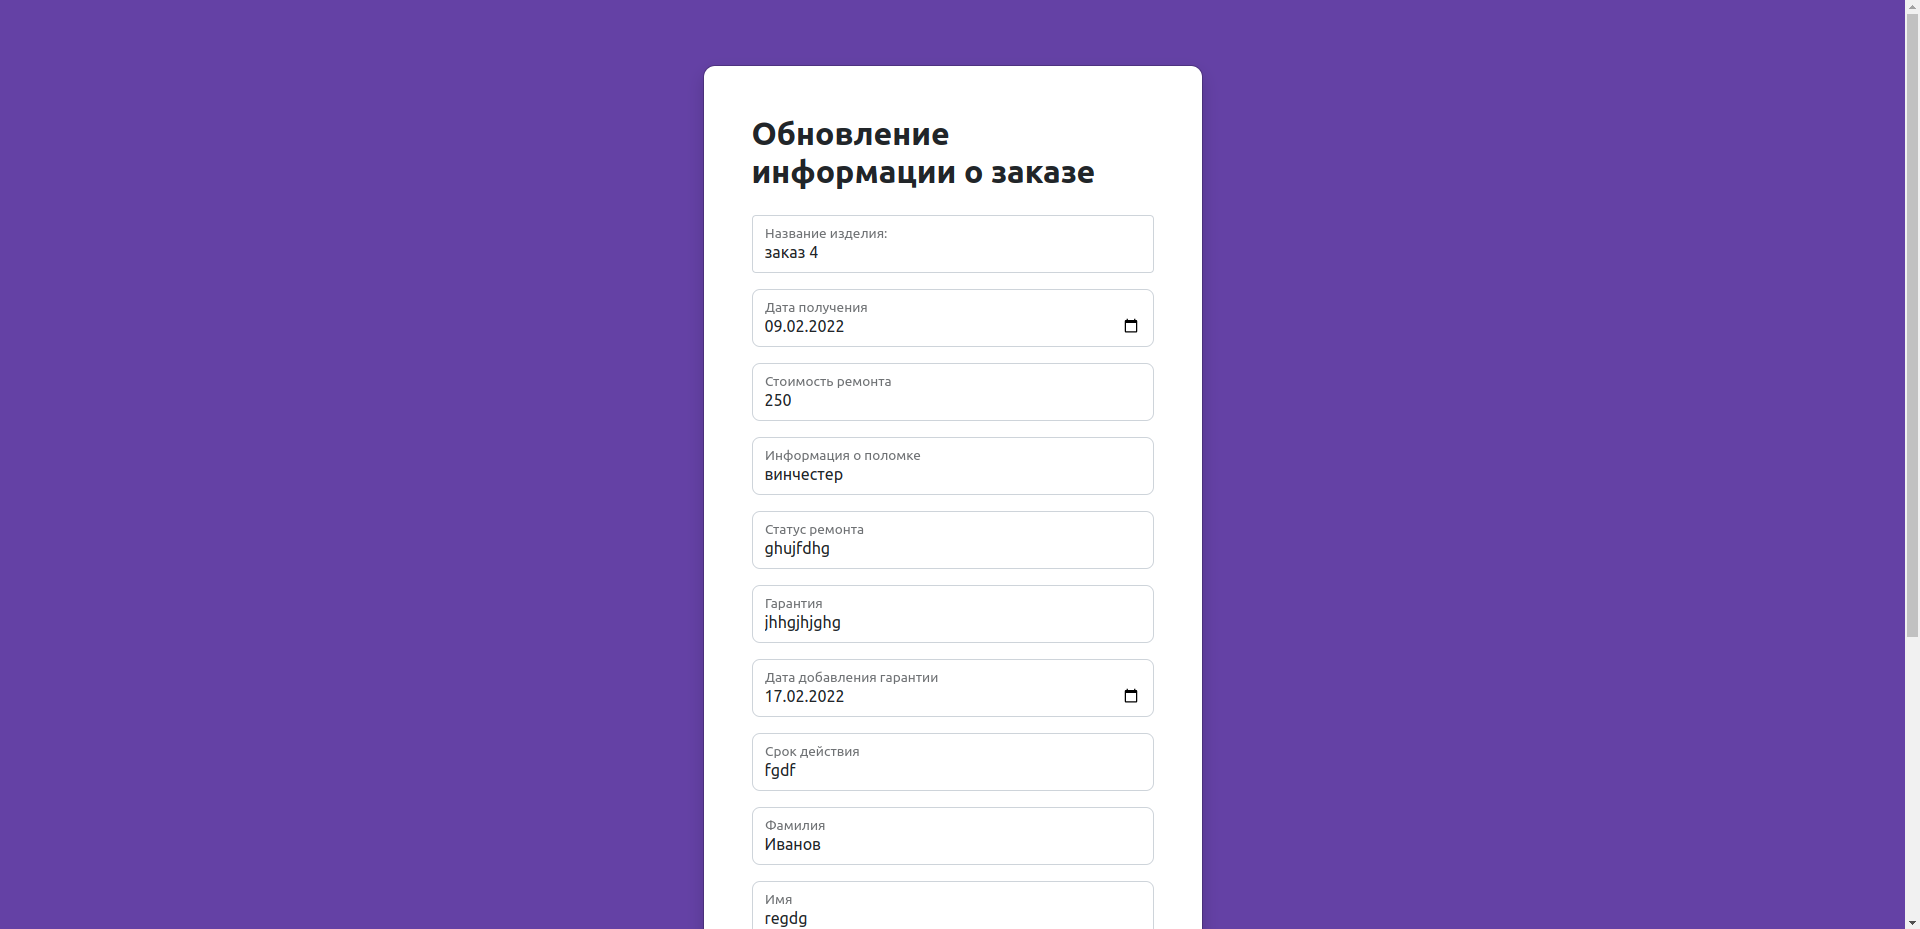 Обновление
информации о заказе
Название изделия:
заказ 4
Дата получения
09.02.2022
Стоимость ремонта
250
Информация о поломке
винчестер
Статус ремонта
ghujfdhg
Гарантия
jhhgjhjghg
Дата добавления гарантии
17.02.2022
Срок действия
fgdf
Фамилия
Иванов
Имя
regdg